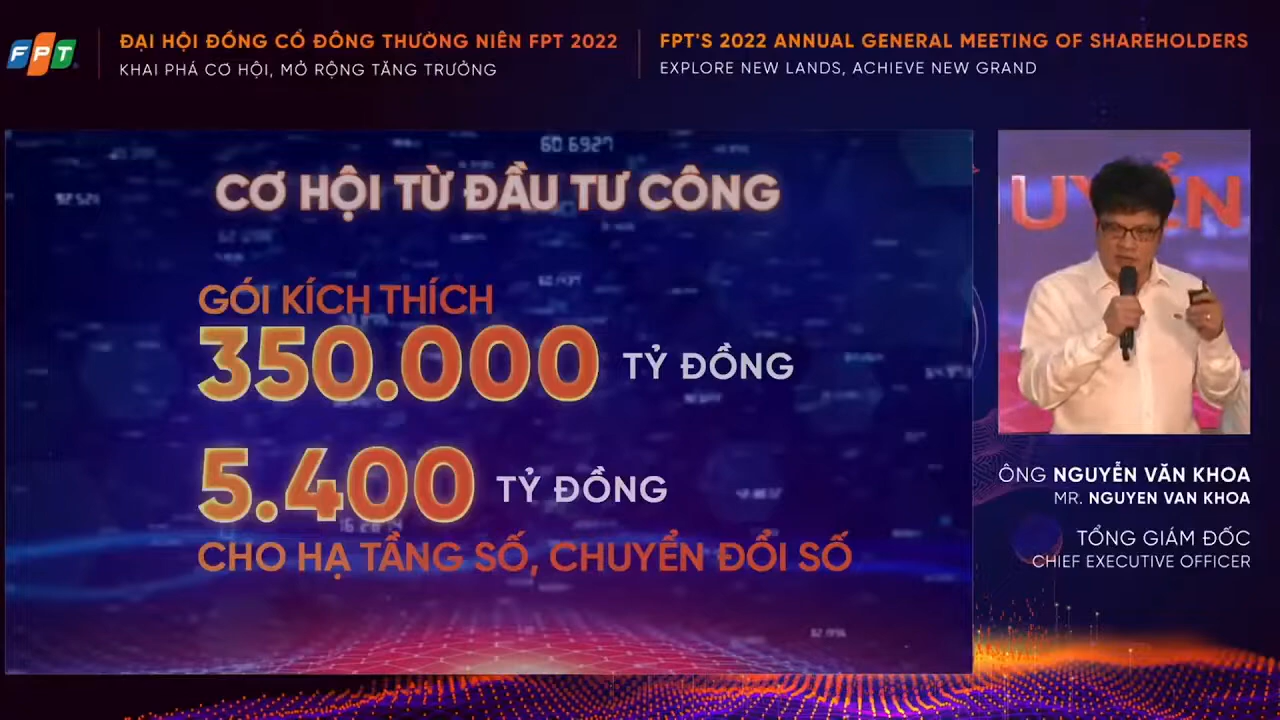 FPT
ĐẠI HỘI ĐỒNG CỔ ĐÔNG THƯỜNG NIÊN FPT 2022
KHAI PHÁ CƠ HỘI, MỞ RỘNG TĂNG TRƯỞNG
FPT'S 2022 ANNUAL GENERAL MEETING OF SHAREHOLDERS
EXPLORE NEW LANDS, ACHIEVE NEW GRAND
60.6927
CƠ HỘI TỪ ĐẦU TƯ CÔNG
GÓI KÍCH THÍCH
350.000 TỶ ĐỒNG
5.400 TỶ ĐỒNG
CHO HẠ TẦNG SỐ, CHUYỂN ĐỔI SỐ
UYỂN
ÔNG NGUYỄN VĂN KHOA
MR. NGUYEN VAN KHOA
TỔNG GIÁM ĐỐC
CHIEF EXECUTIVE OFFICER